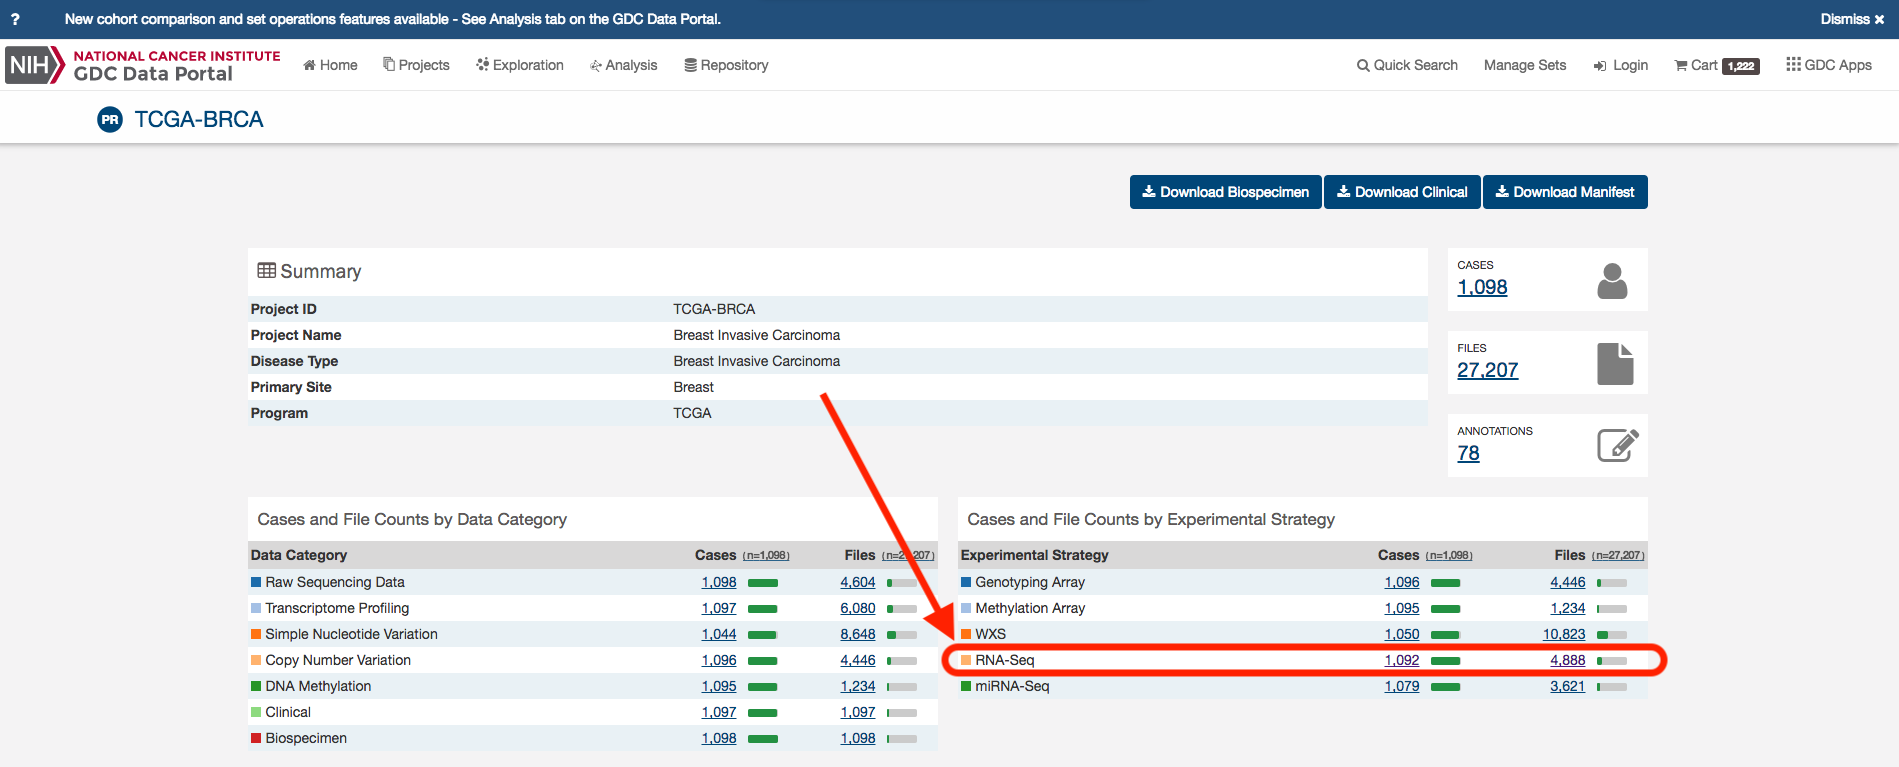 ? New cohort comparison and set operations features available - See Analysis tab on the GDC Data Portal. Dismiss ×
NIH NATIONAL CANCER INSTITUTE
GDC Data Portal
Home Projects Exploration Analysis Repository Quick Search Manage Sets Login Cart 1,222 GDC Apps
PR TCGA-BRCA
Download Biospecimen Download Clinical Download Manifest
Summary
Project ID TCGA-BRCA
Project Name Breast Invasive Carcinoma
Disease Type Breast Invasive Carcinoma
Primary Site Breast
Program TCGA
CASES
1,098
FILES
27,207
ANNOTATIONS
78
Cases and File Counts by Data Category
Data Category Cases (n=1,098) Files (n=27,207)
Raw Sequencing Data 1,098 4,604
Transcriptome Profiling 1,097 6,080
Simple Nucleotide Variation 1,044 8,648
Copy Number Variation 1,096 4,446
DNA Methylation 1,095 1,234
Clinical 1,097 1,097
Biospecimen 1,098 1,098
Cases and File Counts by Experimental Strategy
Experimental Strategy Cases (n=1,098) Files (n=27,207)
Genotyping Array 1,096 4,446
Methylation Array 1,095 1,234
WXS 1,050 10,823
RNA-Seq 1,092 4,888
miRNA-Seq 1,079 3,621